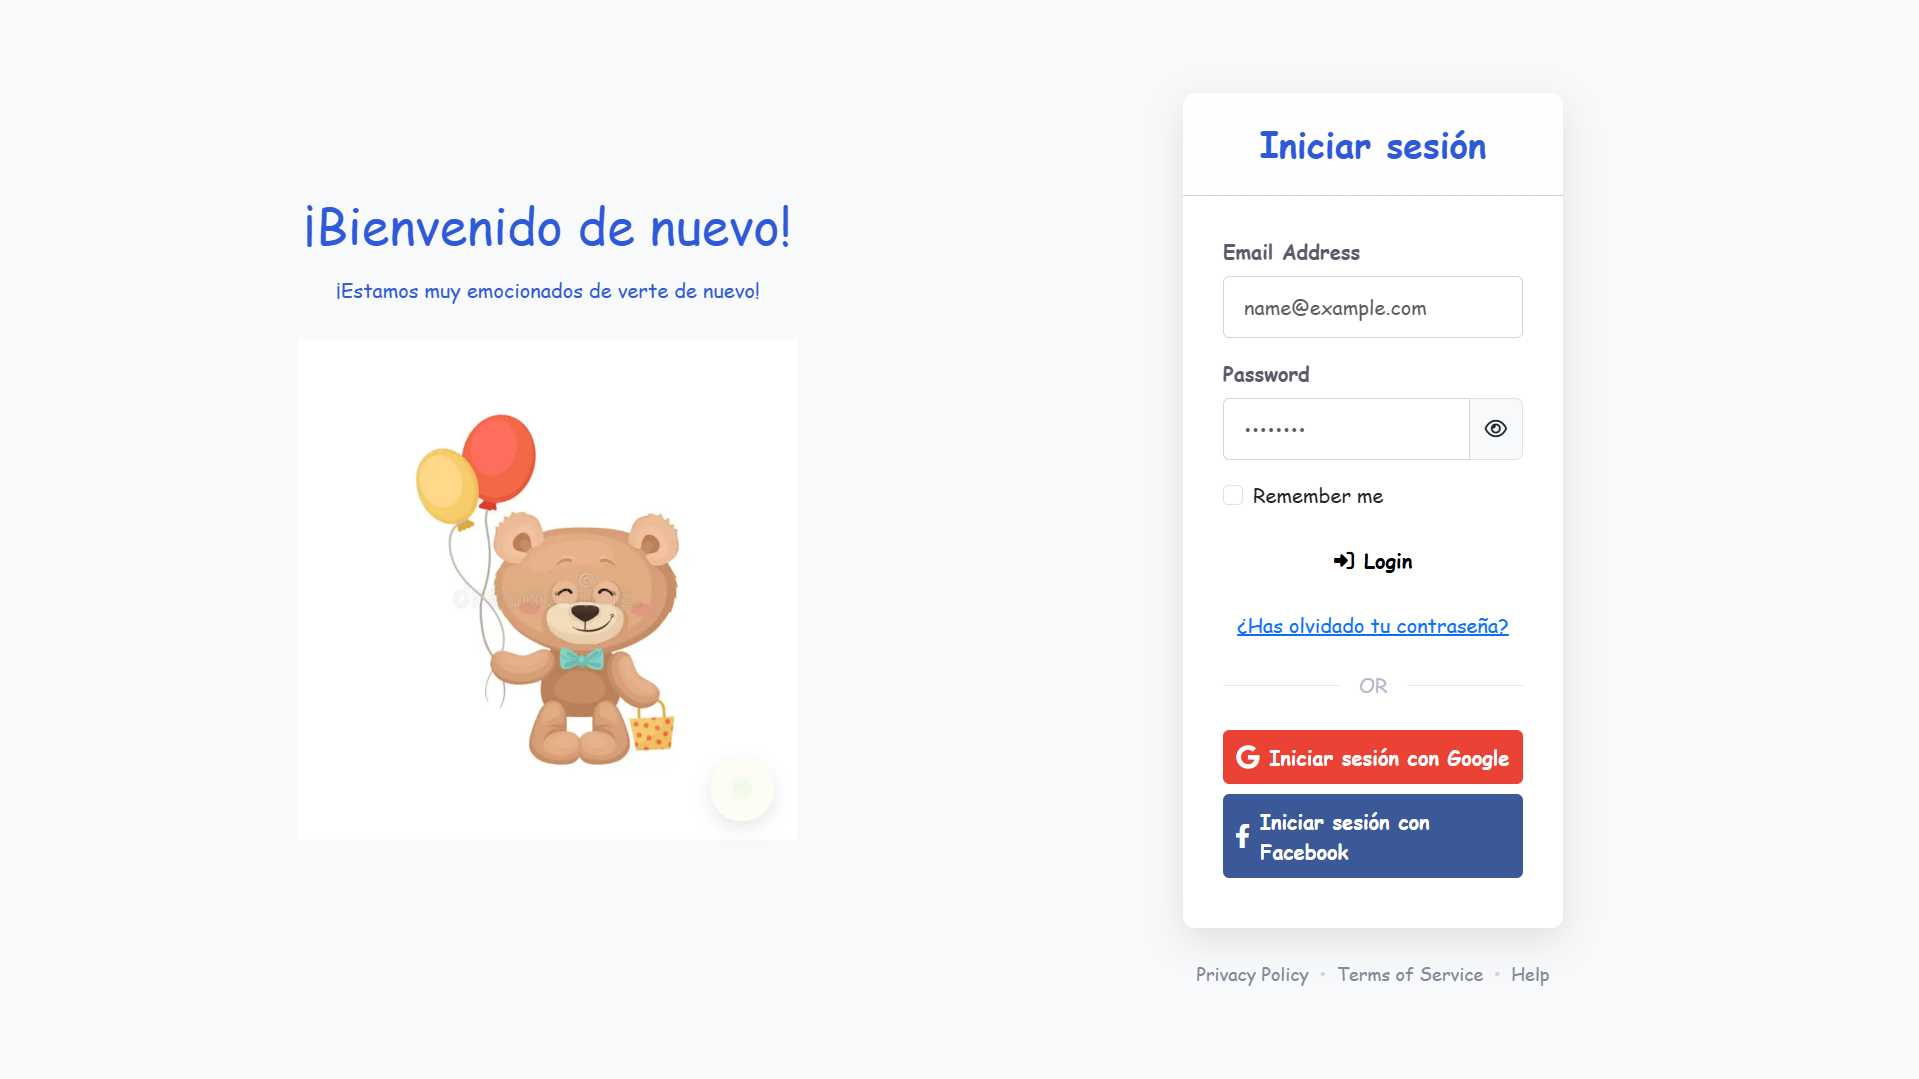 ¡Bienvenido de nuevo!
¡Estamos muy emocionados de verte de nuevo!
Iniciar sesión
Email Address
name@example.com
Password
••••••••
Remember me
Login
¿Has olvidado tu contraseña?
OR
Iniciar sesión con Google
Iniciar sesión con
Facebook
Privacy Policy • Terms of Service • Help